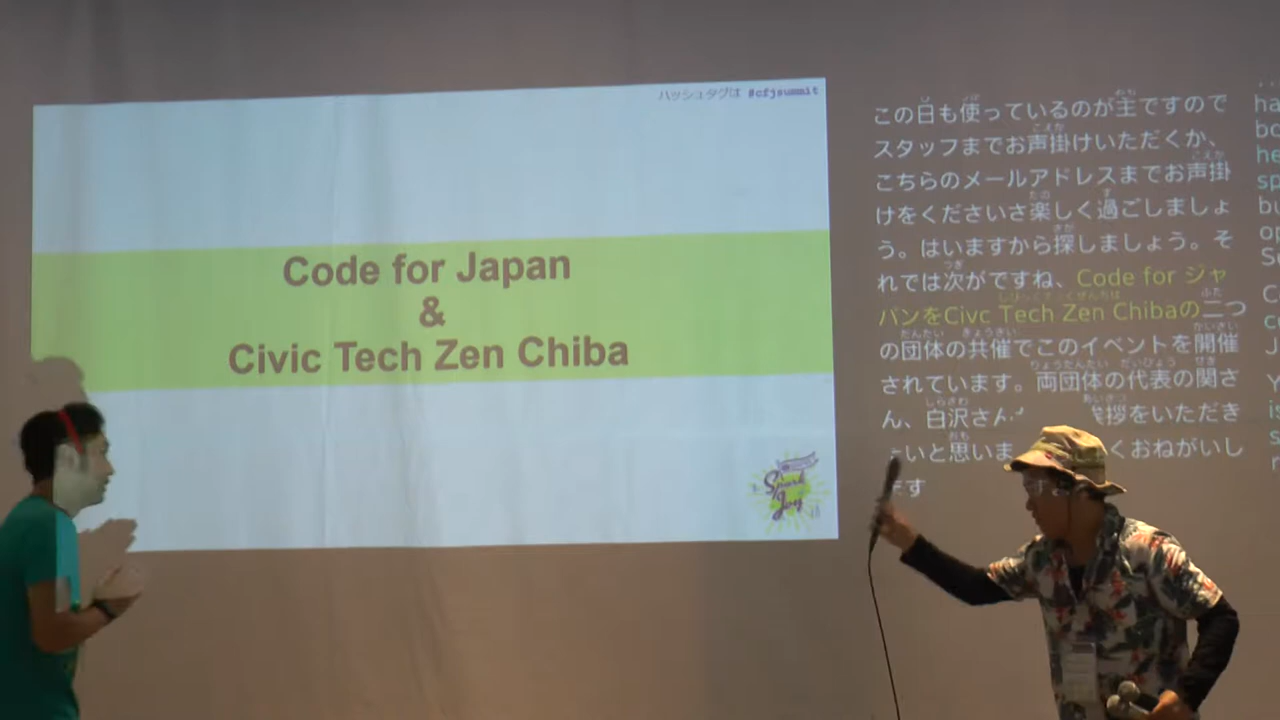 ハッシュタグは #cfjsummit
Code for Japan
&
Civic Tech Zen Chiba
Spark
Joy
この日も使っているのが主ですので
スタッフまでお声掛けいただくか、
こちらのメールアドレスまでお声掛
けをくださいさ楽しく過ごしましょ
う。はいますから探しましょう。そ
れでは次がですね、Code for ジャ
パンをCivc Tech Zen Chibaの二つ
の団体の共催でこのイベントを開催
されています。両団体の代表の関さ
ん、白沢さん
挨拶をいただき
いと思いま
くおねがいし
ます